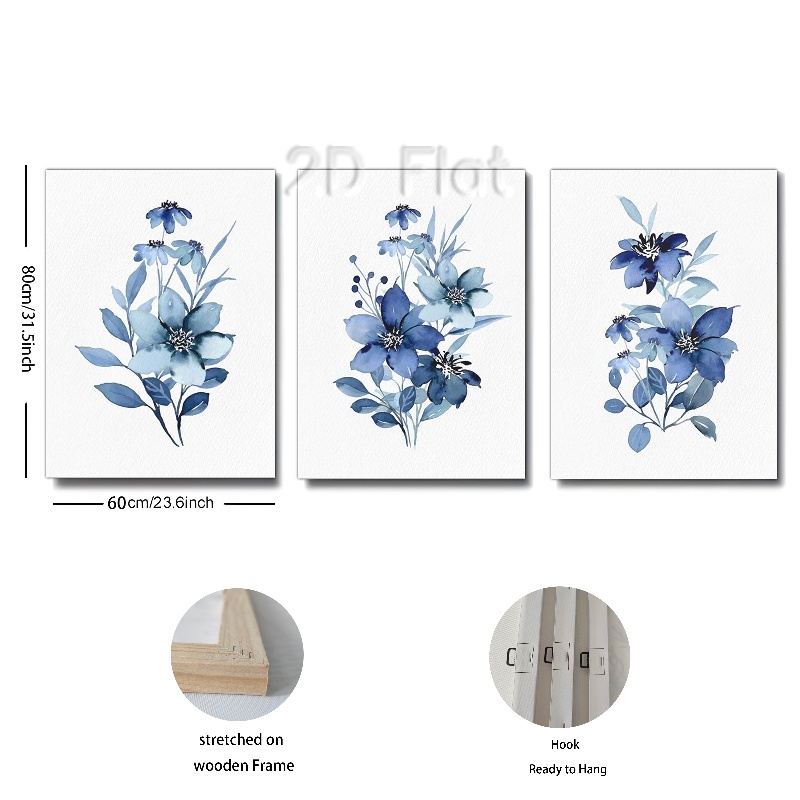 2D Flat
80cm/31.5inch
60cm/23.6inch
stretched on
wooden Frame
Hook
Ready to Hang